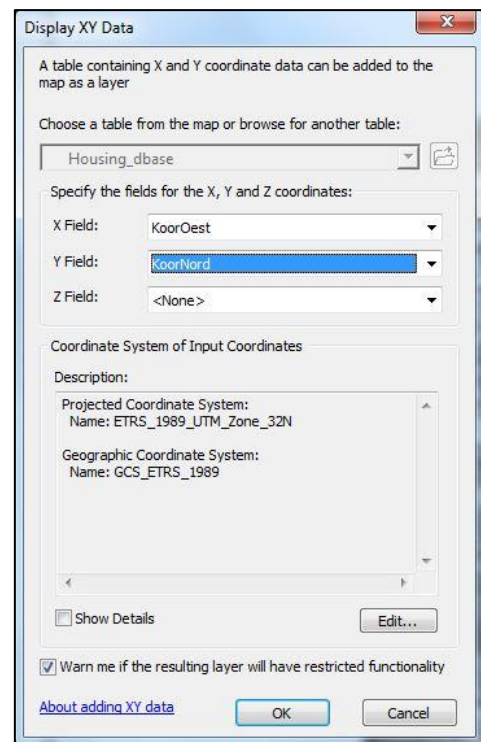 Display XY Data
A table containing X and Y coordinate data can be added to the
map as a layer
Choose a table from the map or browse for another table:
Housing_dbase
Specify the fields for the X, Y and Z coordinates:
X Field: KoorOest
Y Field: KoorNord
Z Field: <None>
Coordinate System of Input Coordinates
Description:
Projected Coordinate System:
Name: ETRS_1989_UTM_Zone_32N
Geographic Coordinate System:
Name: GCS_ETRS_1989
Show Details Edit...
Warn me if the resulting layer will have restricted functionality
About adding XY data OK Cancel